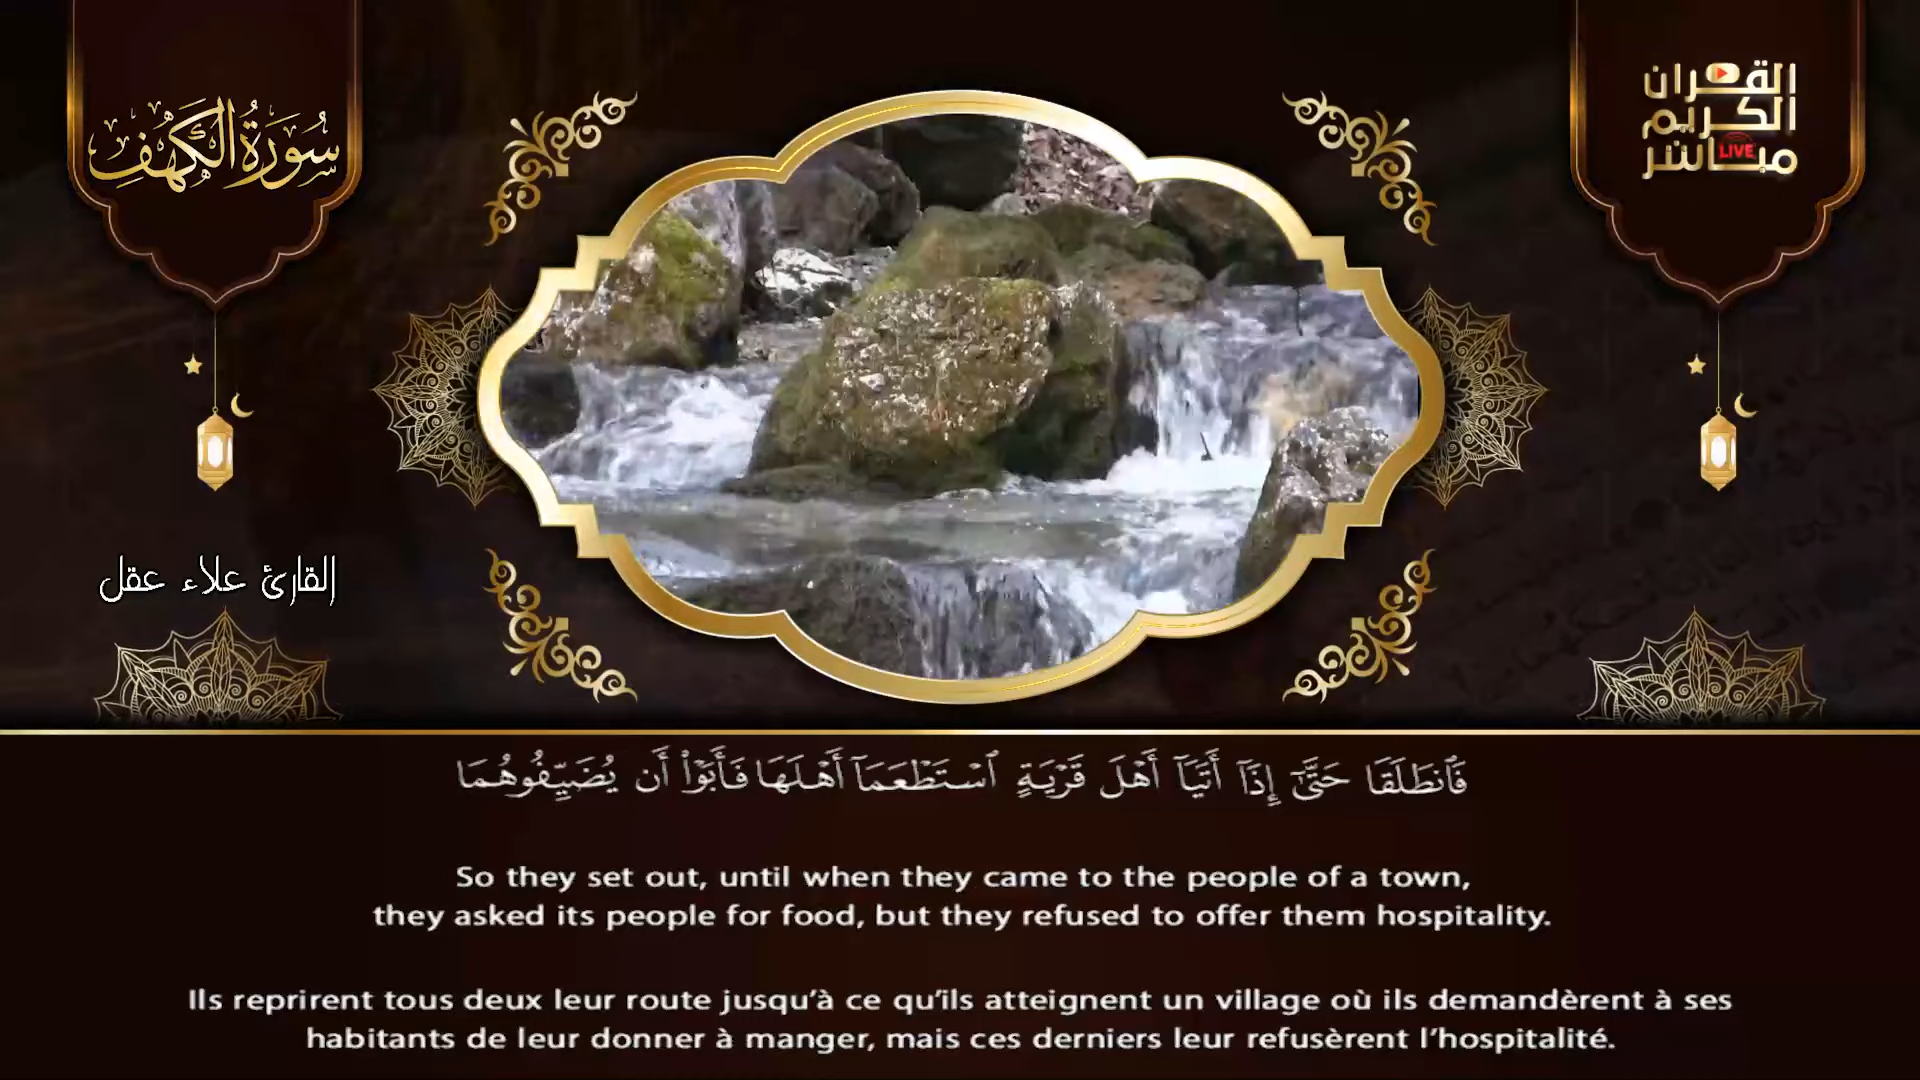 سُورَةُ الكَهْفِ
القرآن
الكريم
مباشر
LIVE
القارئ علاء عقل
فَٱنطَلَقَا حَتَّىٰٓ إِذَآ أَتَيَآ أَهْلَ قَرْيَةٍ ٱسْتَطْعَمَآ أَهْلَهَا فَأَبَوْا۟ أَن يُضَيِّفُوهُمَا
So they set out, until when they came to the people of a town,
they asked its people for food, but they refused to offer them hospitality.
Ils reprirent tous deux leur route jusqu'à ce qu'ils atteignent un village où ils demandèrent à ses
habitants de leur donner à manger, mais ces derniers leur refusèrent l'hospitalité.